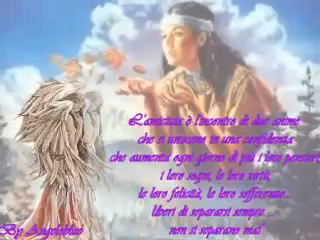 L'amicizia è l'incontro di due anime
che si uniscono in una confidenza
che aumenta ogni giorno di più i loro pensieri
i loro sogni, le loro virtù,
le loro felicità, le loro sofferenze...
liberi di separarsi sempre...
non si separano mai
By Angeloblue